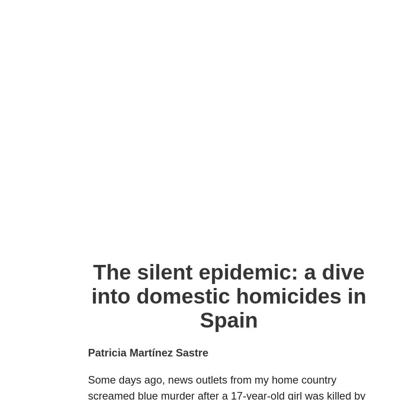 The silent epidemic: a dive
into domestic homicides in
Spain
Patricia Martínez Sastre
Some days ago, news outlets from my home country
screamed blue murder after a 17-year-old girl was killed by